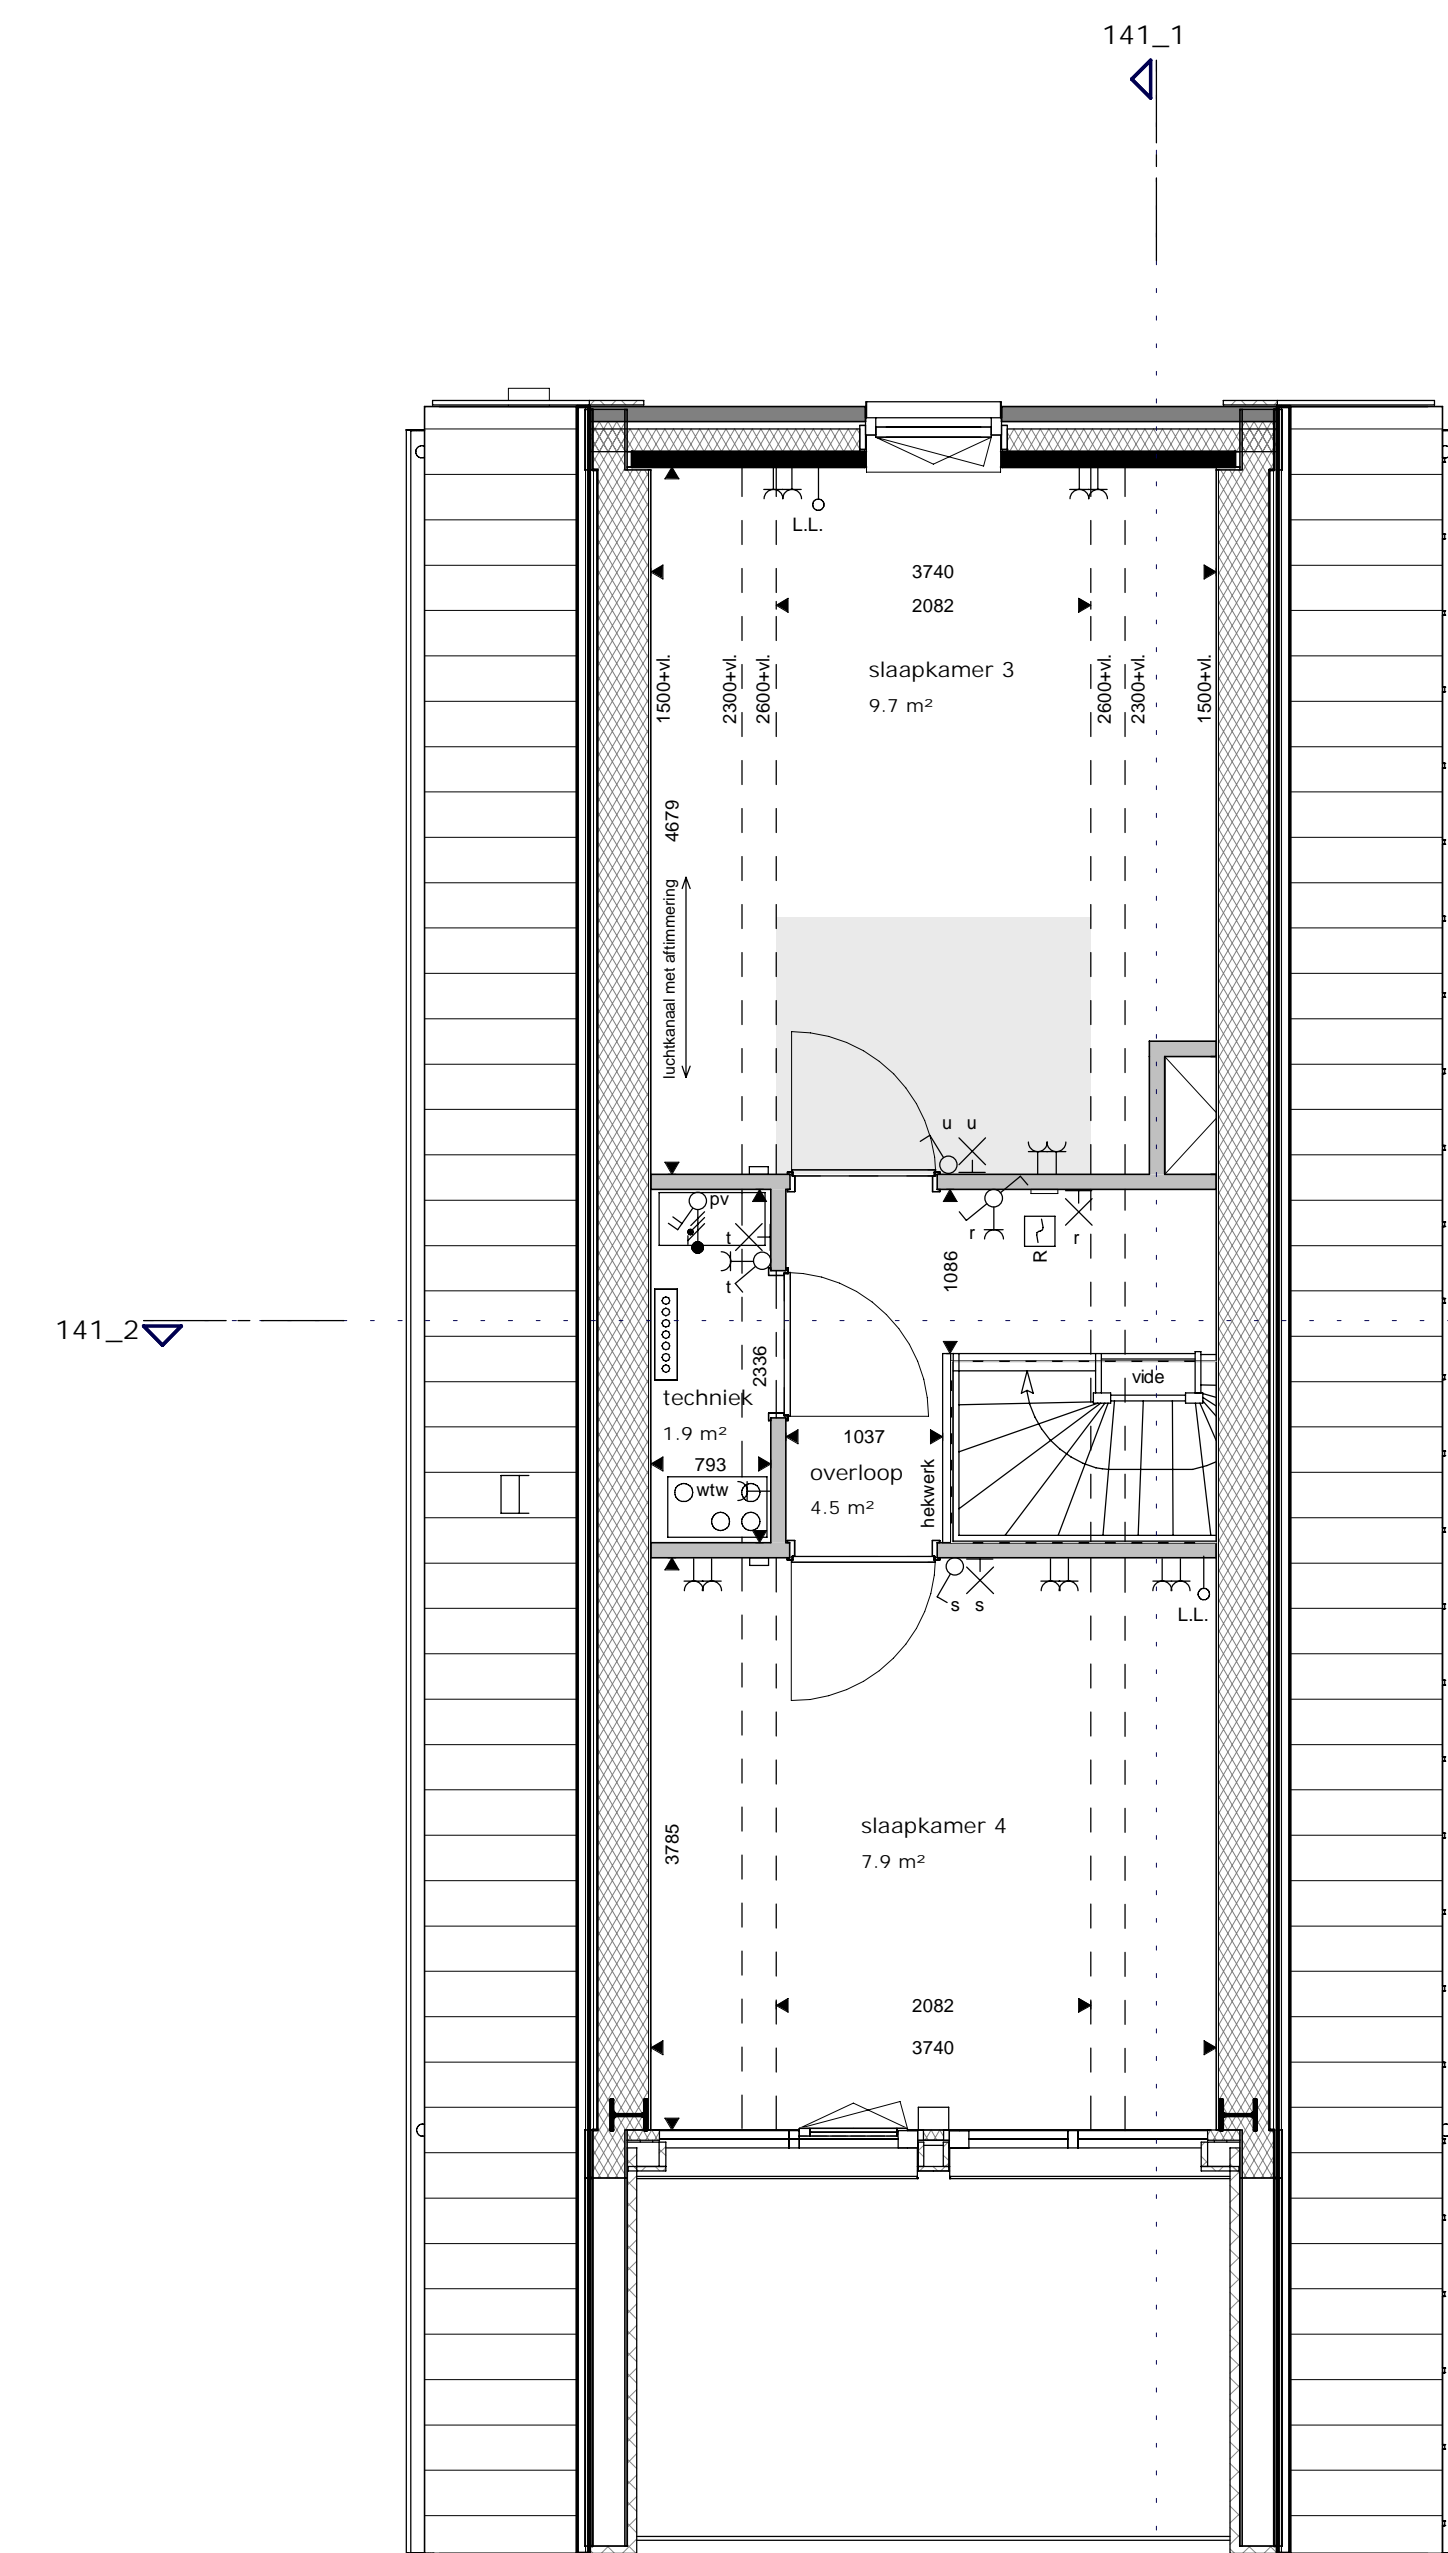 141_1
L.L.
3740
2082
1500+vl.
2300+vl.
2600+vl.
slaapkamer 3
9.7 m²
2600+vl.
2300+vl.
1500+vl.
4679
luchtkanaal met aftimmering
u u
pv
t
t
r
R
r
1086
141_2
2336
vide
techniek
1.9 m²
1037
793
overloop
4.5 m²
hekwerk
wtw
s s
L.L.
slaapkamer 4
7.9 m²
3785
2082
3740